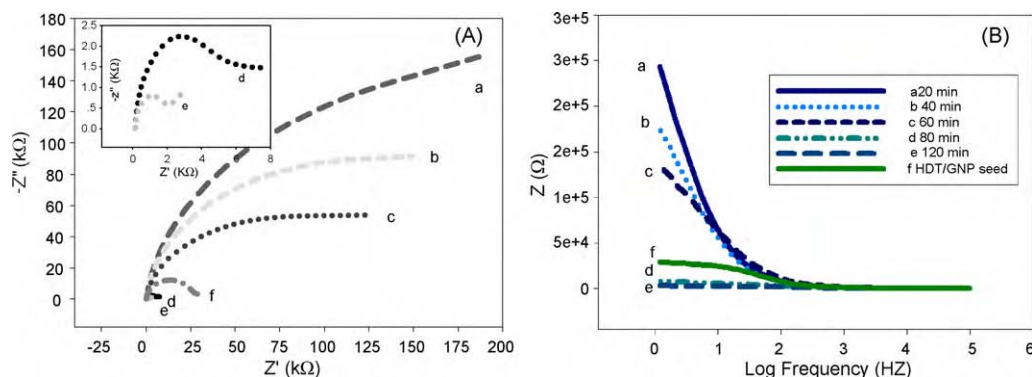 (A)
-Z" (kΩ)
-180
-160
-140
-120
-100
80
60
40
20
0
-25
0
25
50
75
100
125
150
175
200
Z' (kΩ)
a
b
c
d
e
f
2.5
2.0
1.5
1.0
.5
0.0
-z" (KΩ)
0
2
4
6
8
Z' (KΩ)
d
e
(B)
Z (Ω)
3e+5
3e+5
2e+5
2e+5
1e+5
5e+4
0
0
1
2
3
4
5
6
Log Frequency (HZ)
a
b
c
f
d
e
a20 min
b 40 min
c 60 min
d 80 min
e 120 min
f HDT/GNP seed